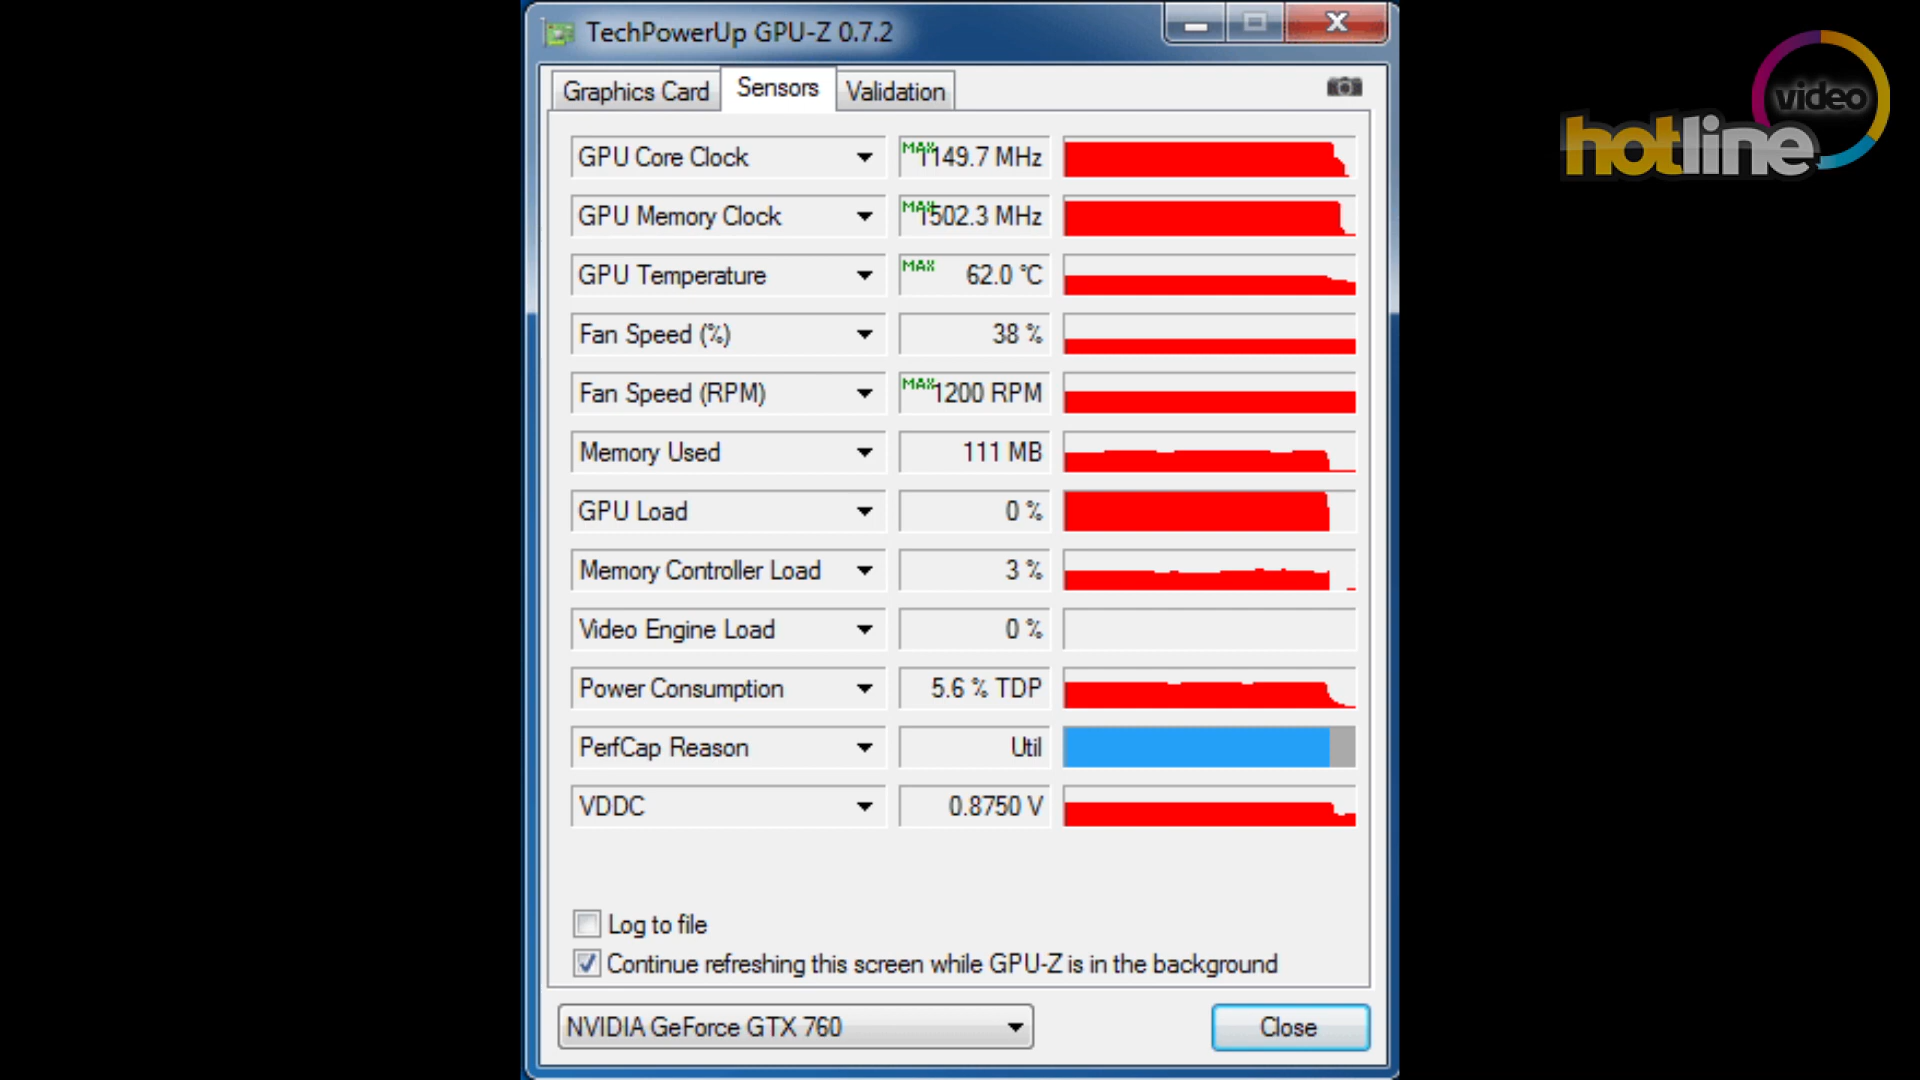 TechPowerUp GPU-Z 0.7.2
Graphics Card Sensors Validation
GPU Core Clock MAX 1149.7 MHz
GPU Memory Clock MAX 1502.3 MHz
GPU Temperature MAX 62.0 °C
Fan Speed (%) 38 %
Fan Speed (RPM) MAX 1200 RPM
Memory Used 111 MB
GPU Load 0 %
Memory Controller Load 3 %
Video Engine Load 0 %
Power Consumption 5.6 % TDP
PerfCap Reason Util
VDDC 0.8750 V
Log to file
Continue refreshing this screen while GPU-Z is in the background
NVIDIA GeForce GTX 760 Close
video
hotline